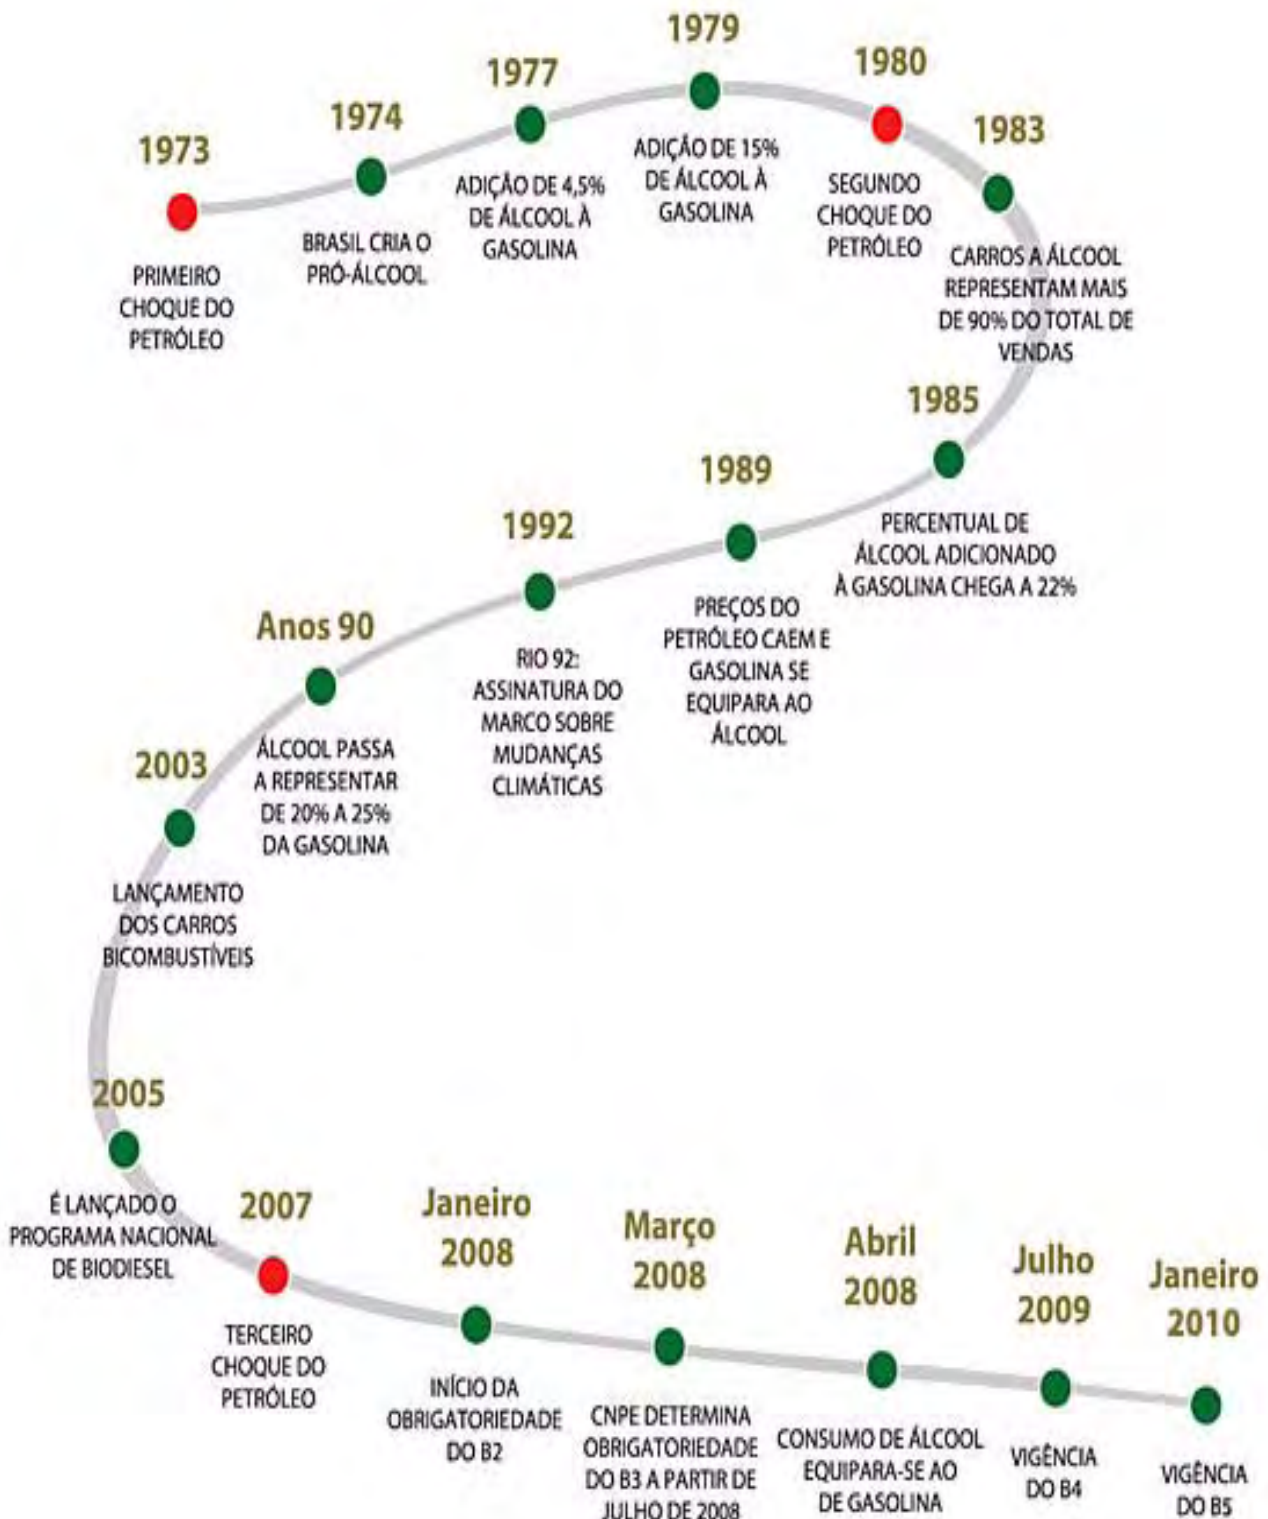 1973
PRIMEIRO
CHOQUE DO
PETRÓLEO
1974
BRASIL CRIA O
PRÓ-ÁLCOOL
1977
ADIÇÃO DE 4,5%
DE ÁLCOOL À
GASOLINA
1979
ADIÇÃO DE 15%
DE ÁLCOOL À
GASOLINA
1980
SEGUNDO
CHOQUE DO
PETRÓLEO
1983
CARROS A ÁLCOOL
REPRESENTAM MAIS
DE 90% DO TOTAL DE
VENDAS
1985
PERCENTUAL DE
ÁLCOOL ADICIONADO
À GASOLINA CHEGA A 22%
1989
PREÇOS DO
PETRÓLEO CAEM E
GASOLINA SE
EQUIPARA AO
ÁLCOOL
1992
RIO 92:
ASSINATURA DO
MARCO SOBRE
MUDANÇAS
CLIMÁTICAS
Anos 90
ÁLCOOL PASSA
A REPRESENTAR
DE 20% A 25%
DA GASOLINA
2003
LANÇAMENTO
DOS CARROS
BICOMBUSTÍVEIS
2005
É LANÇADO O
PROGRAMA NACIONAL
DE BIODIESEL
2007
TERCEIRO
CHOQUE DO
PETRÓLEO
Janeiro
2008
INÍCIO DA
OBRIGATORIEDADE
DO B2
Março
2008
CNPE DETERMINA
OBRIGATORIEDADE
DO B3 A PARTIR DE
JULHO DE 2008
Abril
2008
CONSUMO DE ÁLCOOL
EQUIPARA-SE AO
DE GASOLINA
Julho
2009
VIGÊNCIA
DO B4
Janeiro
2010
VIGÊNCIA
DO B5